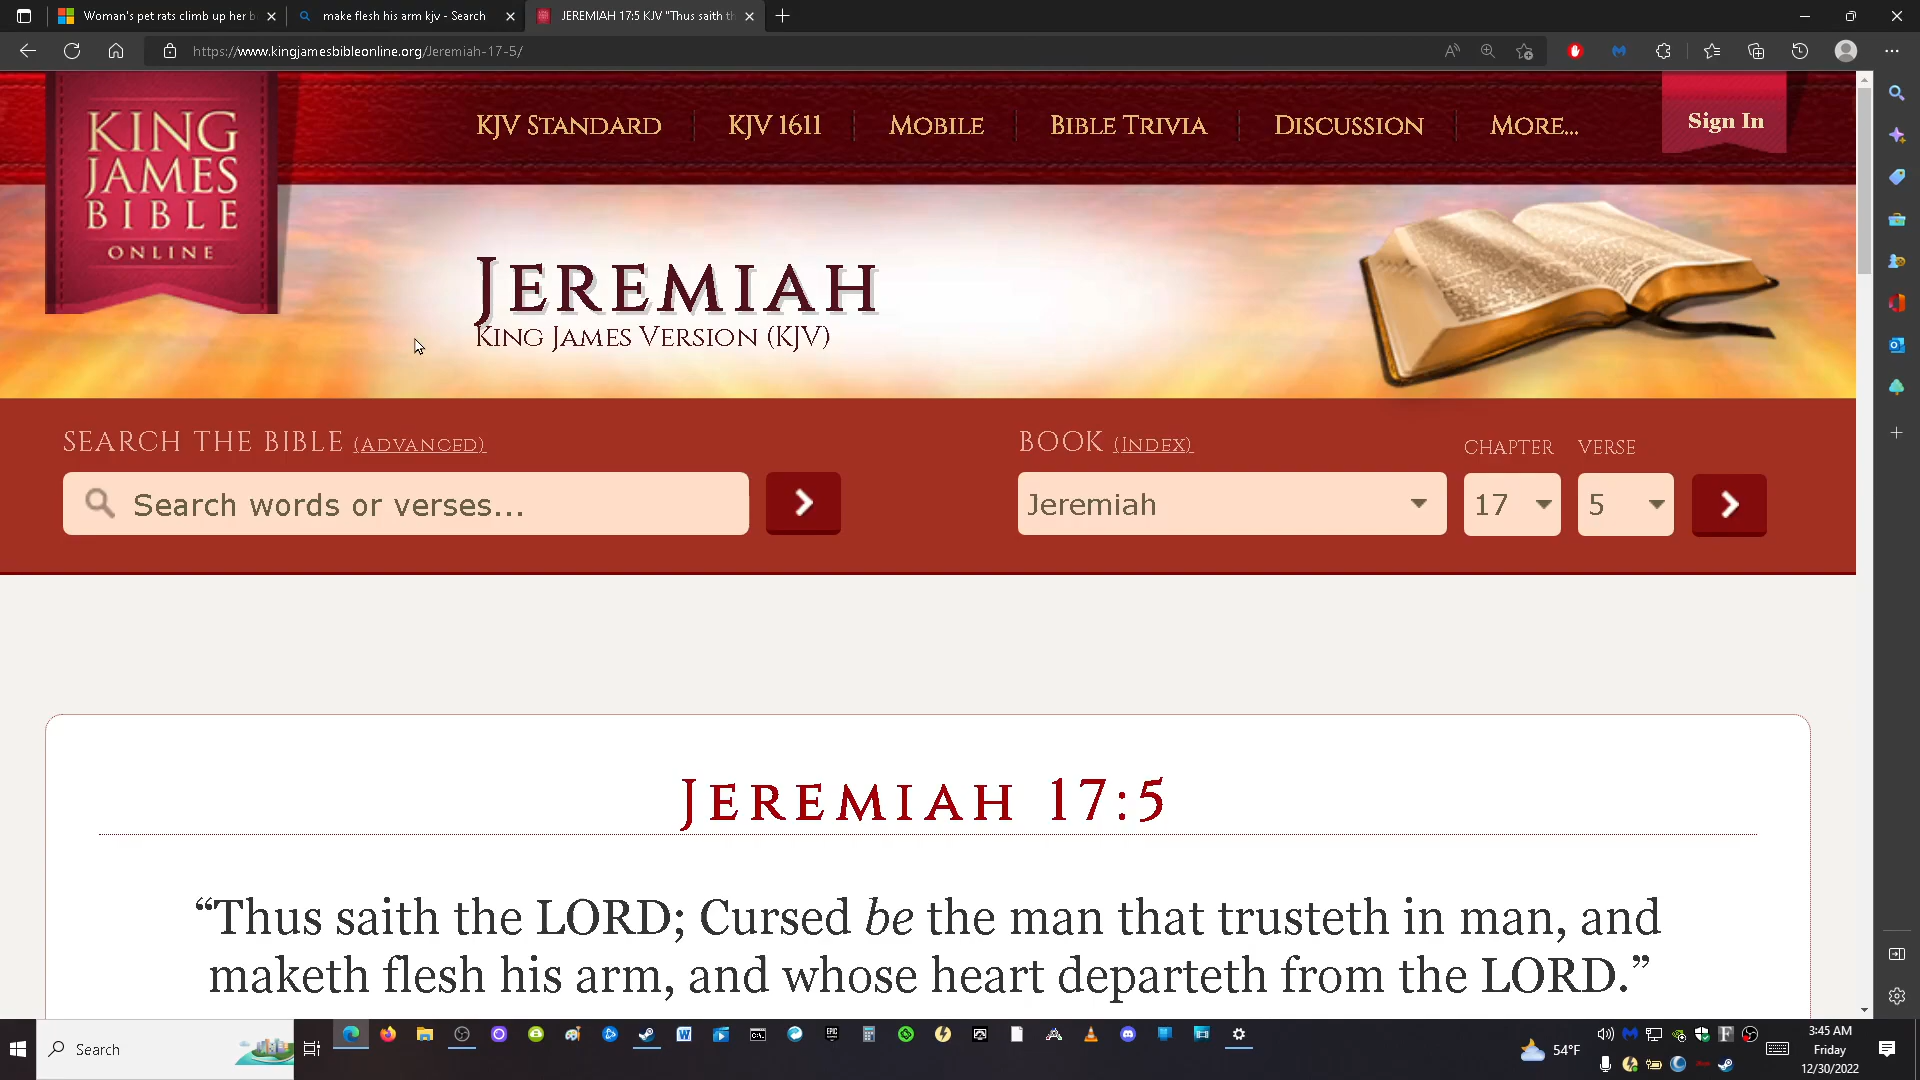 Woman's pet rats climb up her b
make flesh his arm kjv - Search
JEREMIAH 17:5 KJV "Thus saith th
https://www.kingjamesbibleonline.org/Jeremiah-17-5/
KING
JAMES
BIBLE
ONLINE
KJV STANDARD
KJV 1611
MOBILE
BIBLE TRIVIA
DISCUSSION
MORE...
Sign In
JEREMIAH
KING JAMES VERSION (KJV)
SEARCH THE BIBLE (ADVANCED)
BOOK (INDEX)
CHAPTER
VERSE
Search words or verses...
Jeremiah
17
5
JEREMIAH 17:5
“Thus saith the LORD; Cursed be the man that trusteth in man, and
maketh flesh his arm, and whose heart departeth from the LORD.”
Search
54°F
3:45 AM
Friday
12/30/2022